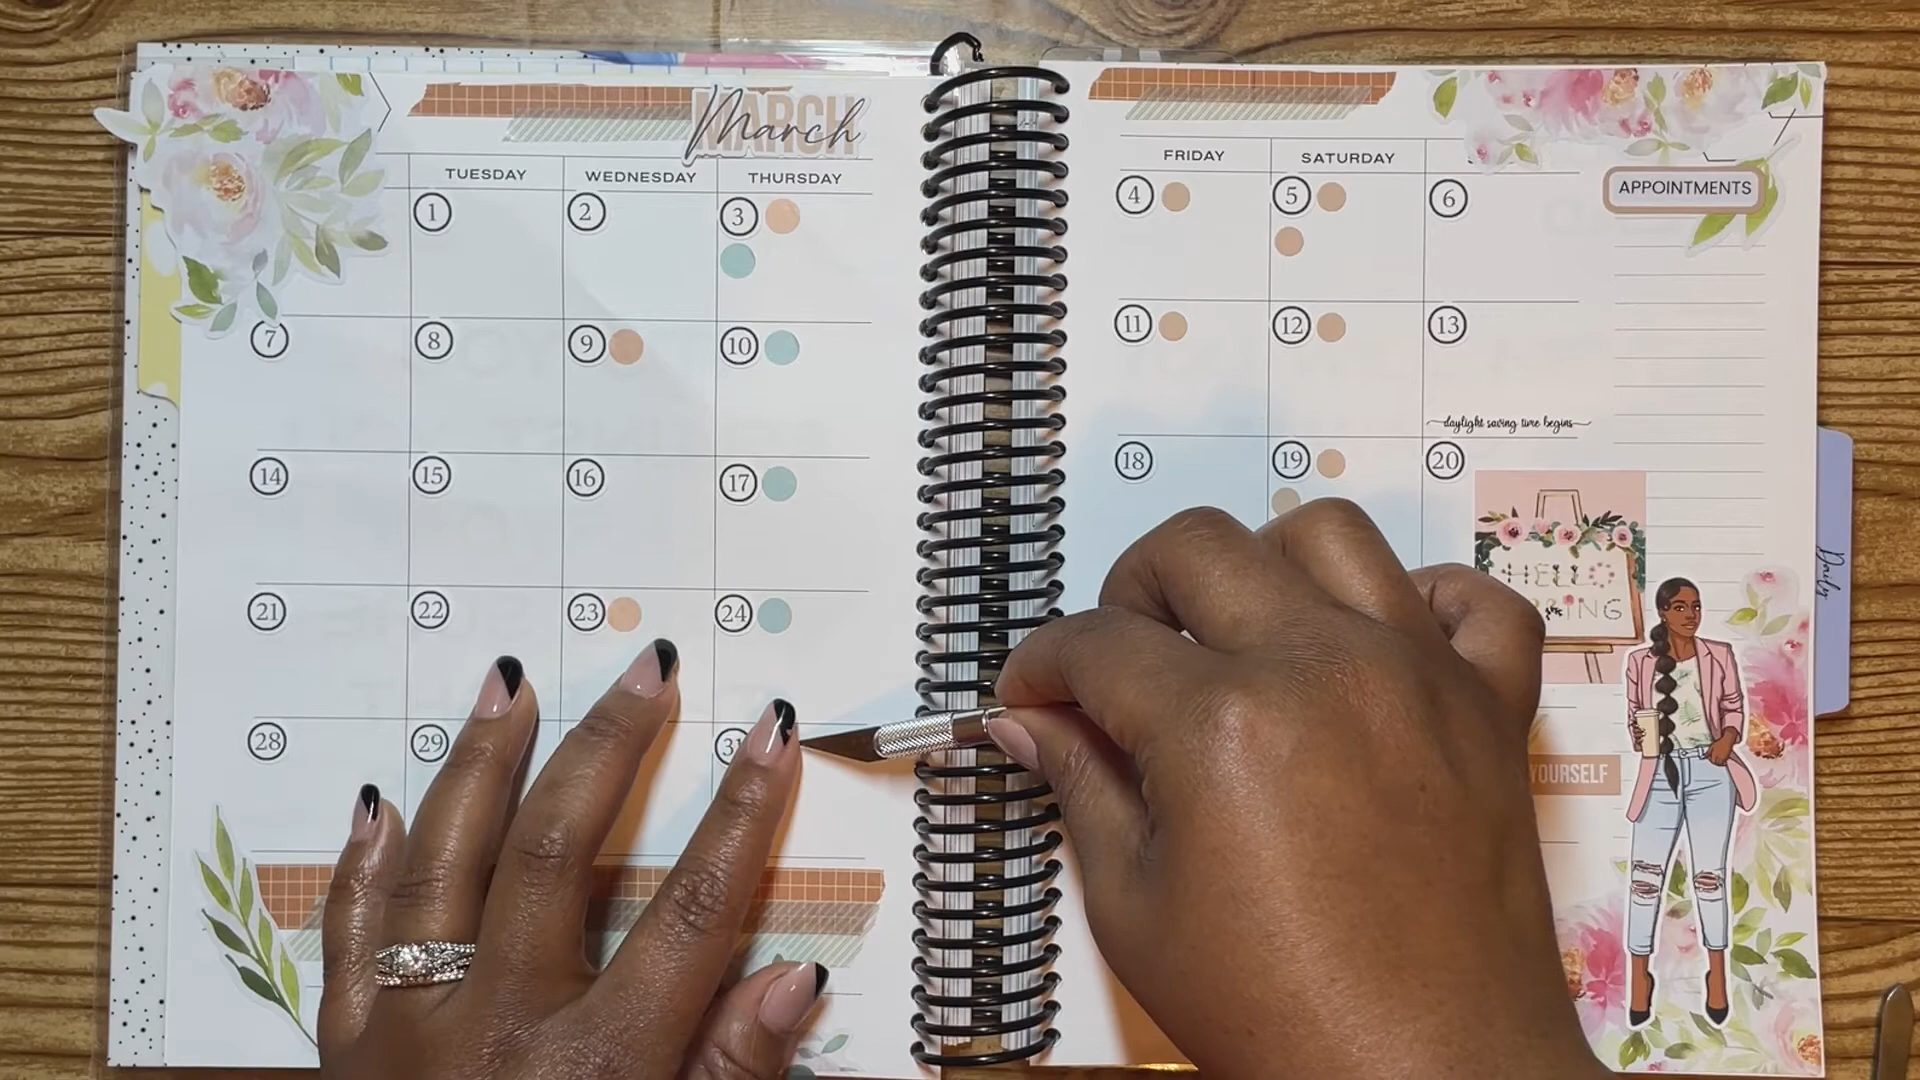 MARCH
March
TUESDAY WEDNESDAY THURSDAY
1 2 3
7 8 9 10
14 15 16 17
21 22 23 24
28 29
FRIDAY SATURDAY
4 5 6
APPOINTMENTS
11 12 13
daylight saving time begins
18 19 20
HELLO
YOURSELF
Daily